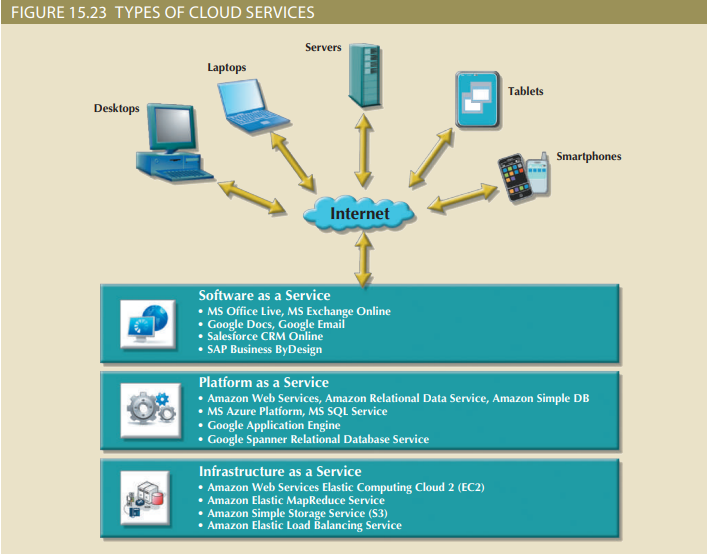 FIGURE 15.23 TYPES OF CLOUD SERVICES
Servers
Laptops
Tablets
Desktops
Smartphones
Internet
Software as a Service
• MS Office Live, MS Exchange Online
• Google Docs, Google Email
• Salesforce CRM Online
• SAP Business ByDesign
Platform as a Service
• Amazon Web Services, Amazon Relational Data Service, Amazon Simple DB
• MS Azure Platform, MS SQL Service
• Google Application Engine
• Google Spanner Relational Database Service
Infrastructure as a Service
• Amazon Web Services Elastic Computing Cloud 2 (EC2)
• Amazon Elastic MapReduce Service
• Amazon Simple Storage Service (S3)
• Amazon Elastic Load Balancing Service